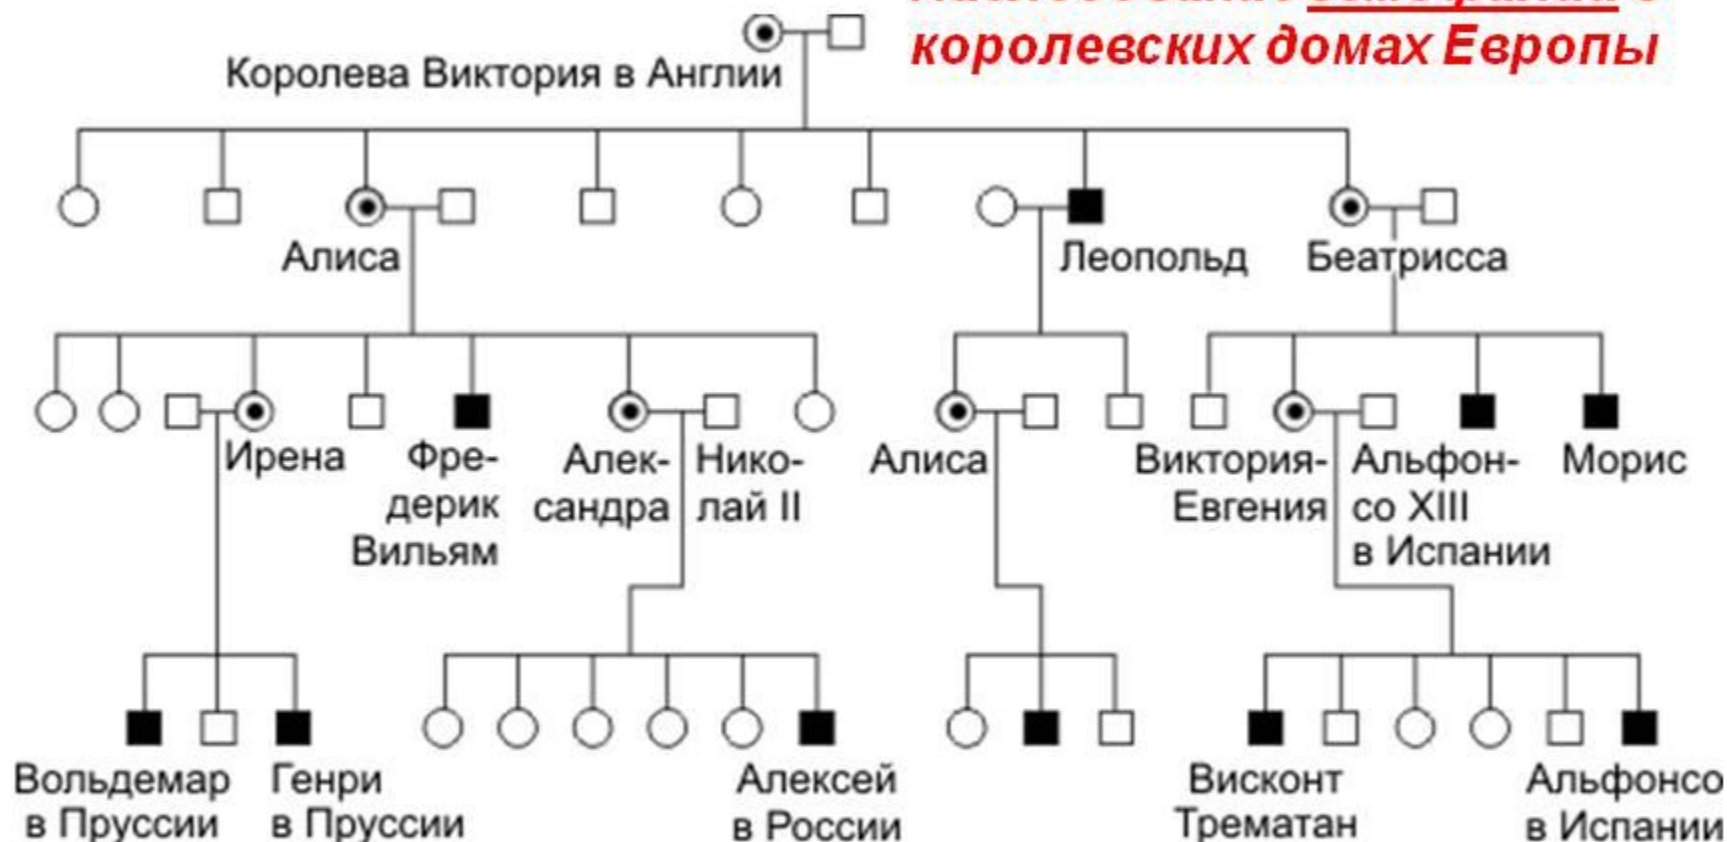 королевских домах Европы
Королева Виктория в Англии
Алиса
Леопольд
Беатрисса
Ирена
Фре-
дерик
Вильям
Алек-
сандра
Нико-
лай II
Алиса
Виктория-
Евгения
Альфон-
со XIII
в Испании
Морис
Вольдемар
в Пруссии
Генри
в Пруссии
Алексей
в России
Висконт
Трематан
Альфонсо
в Испании